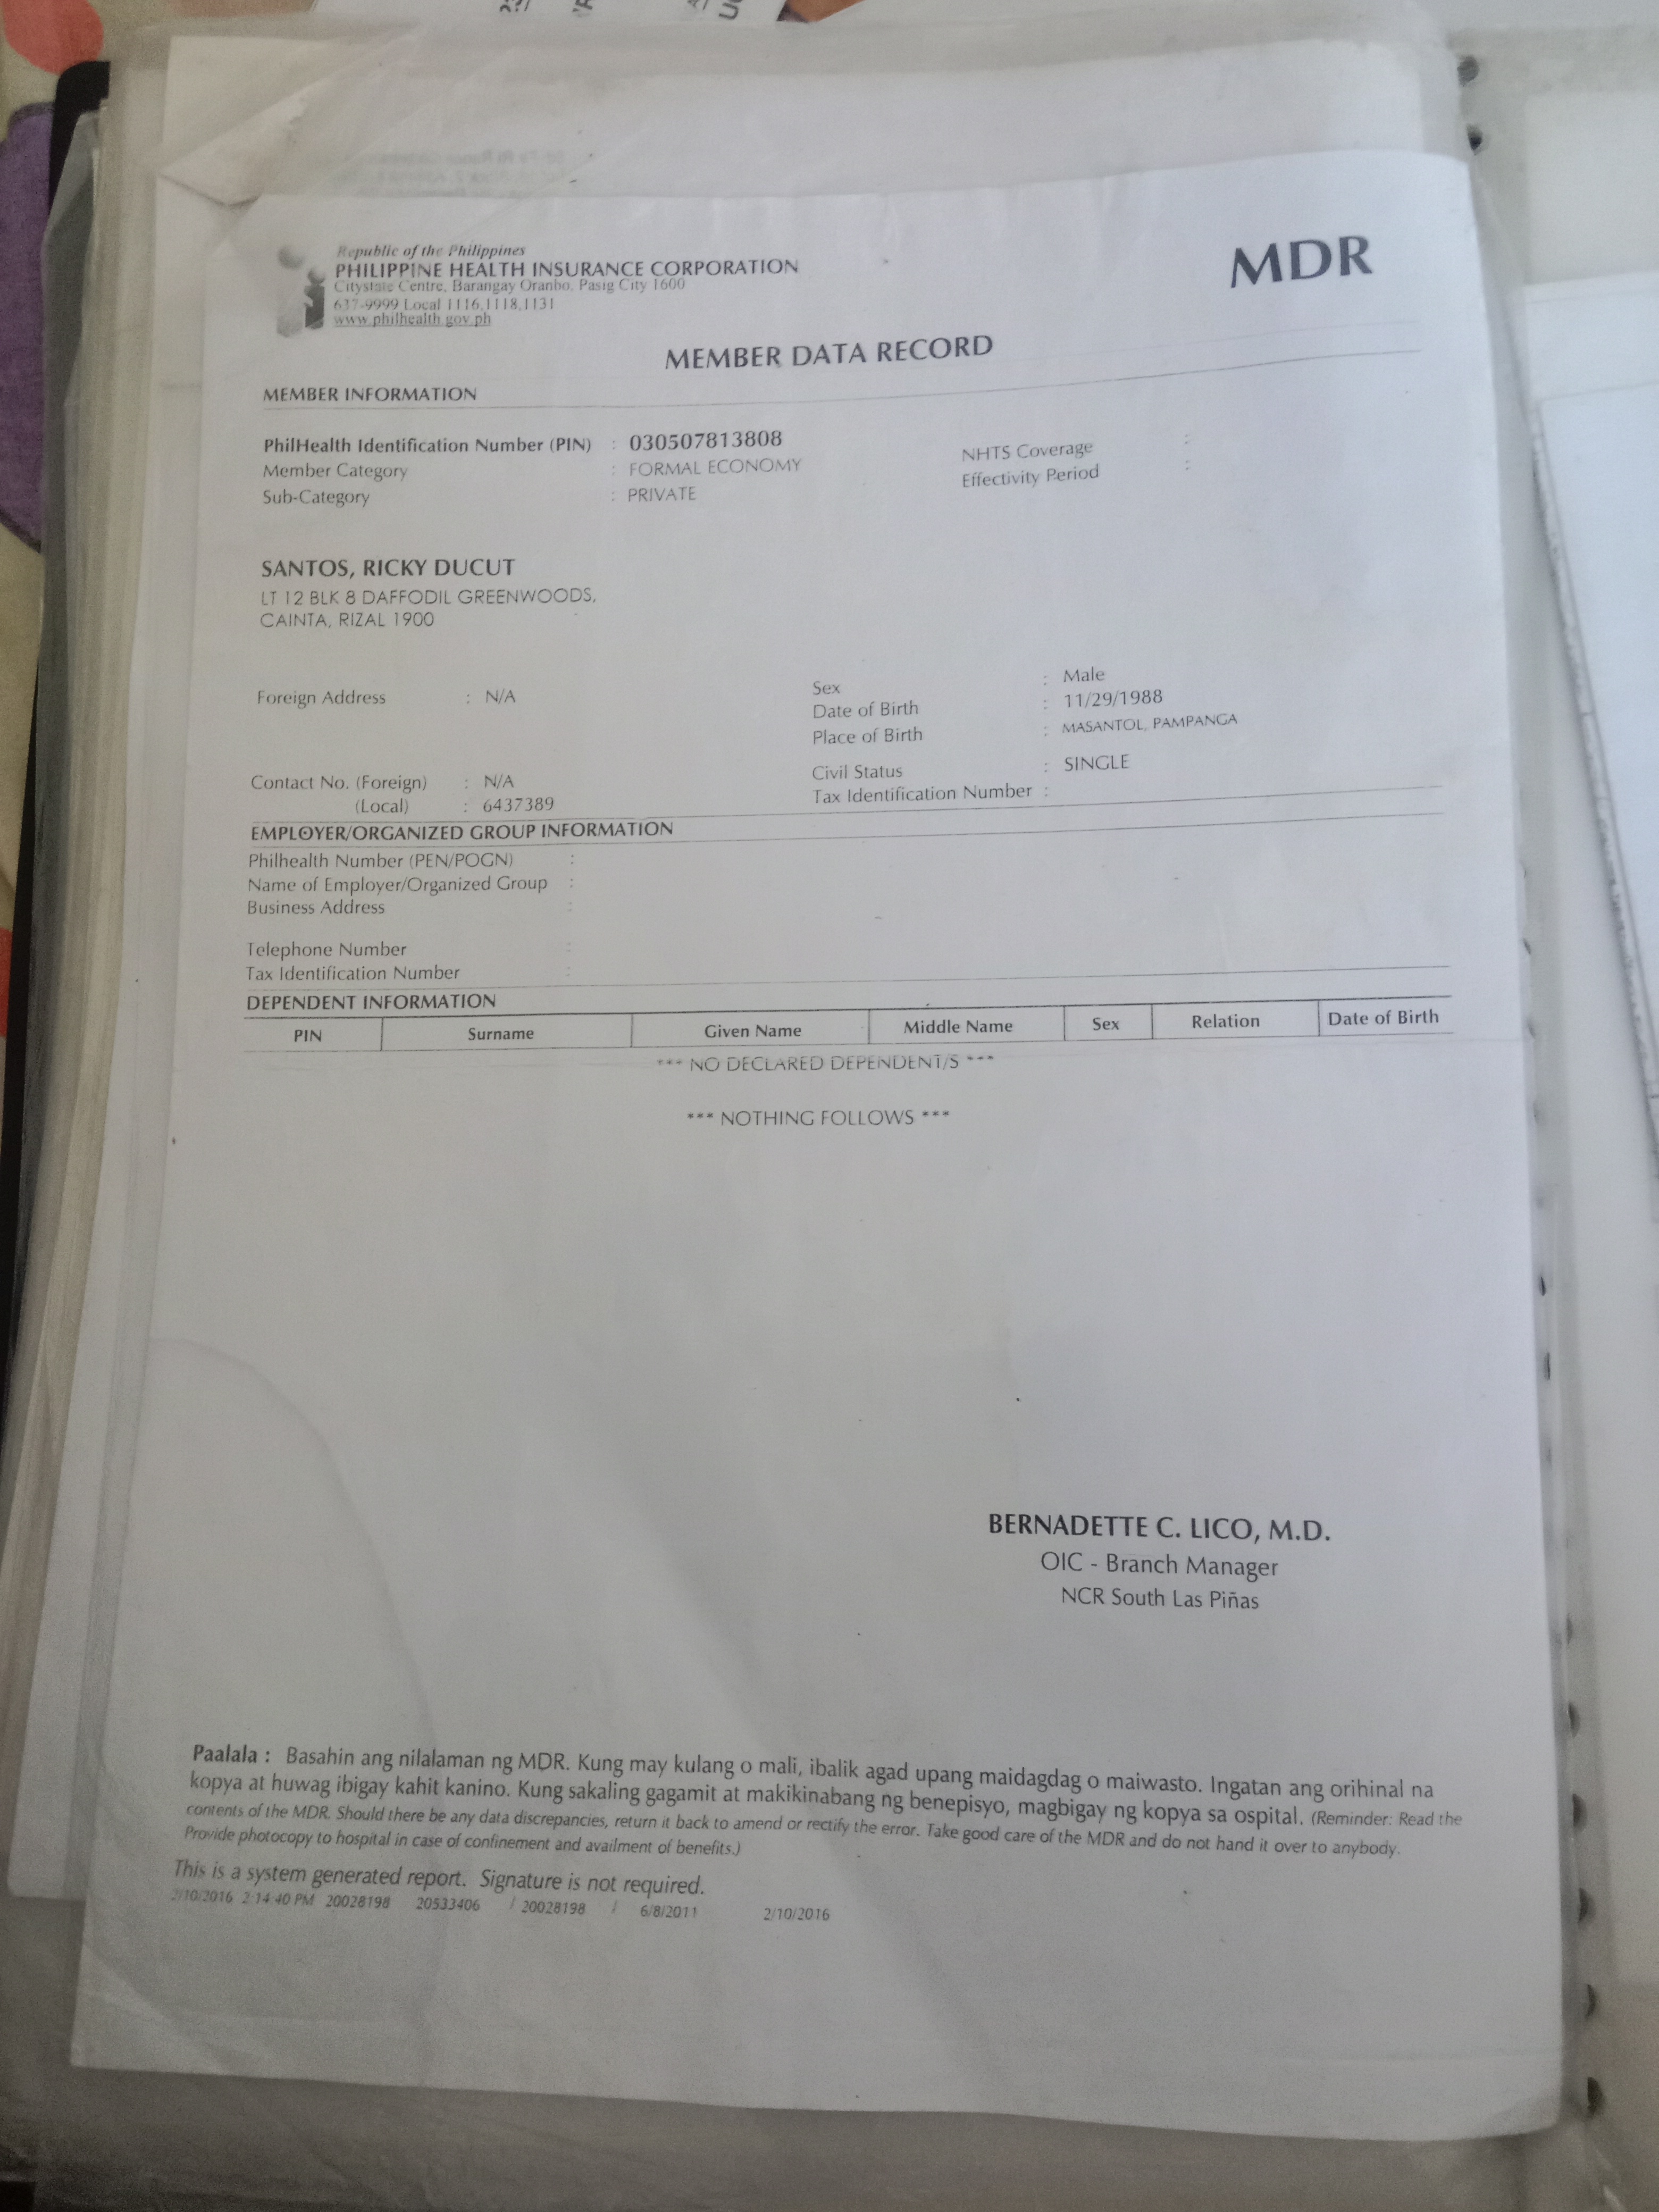 Republic of the Philippines
PHILIPPINE HEALTH INSURANCE CORPORATION
Citystate Centre, Barangay Oranbo, Pasig City 1600
637-9999 Local 1116,1118,1131
www.philhealth.gov.ph
MDR
MEMBER DATA RECORD
MEMBER INFORMATION
PhilHealth Identification Number (PIN) : 030507813808
Member Category : FORMAL ECONOMY
Sub-Category : PRIVATE
NHTS Coverage :
Effectivity Period :
SANTOS, RICKY DUCUT
LT 12 BLK 8 DAFFODIL GREENWOODS,
CAINTA, RIZAL 1900
Foreign Address : N/A
Sex : Male
Date of Birth : 11/29/1988
Place of Birth : MASANTOL, PAMPANGA
Contact No. (Foreign) : N/A
(Local) : 6437389
Civil Status : SINGLE
Tax Identification Number :
EMPLOYER/ORGANIZED GROUP INFORMATION
Philhealth Number (PEN/POGN) :
Name of Employer/Organized Group :
Business Address :
Telephone Number :
Tax Identification Number :
DEPENDENT INFORMATION
PIN Surname Given Name Middle Name Sex Relation Date of Birth
*** NO DECLARED DEPENDENT/S ***
*** NOTHING FOLLOWS ***
BERNADETTE C. LICO, M.D.
OIC - Branch Manager
NCR South Las Piñas
Paalala : Basahin ang nilalaman ng MDR. Kung may kulang o mali, ibalik agad upang maidagdag o maiwasto. Ingatan ang orihinal na
kopya at huwag ibigay kahit kanino. Kung sakaling gagamit at makikinabang ng benepisyo, magbigay ng kopya sa ospital. (Reminder: Read the
contents of the MDR. Should there be any data discrepancies, return it back to amend or rectify the error. Take good care of the MDR and do not hand it over to anybody.
Provide photocopy to hospital in case of confinement and availment of benefits.)
This is a system generated report. Signature is not required.
2/10/2016 2:14:40 PM 20028198 20533406 / 20028198 / 6/8/2011 2/10/2016